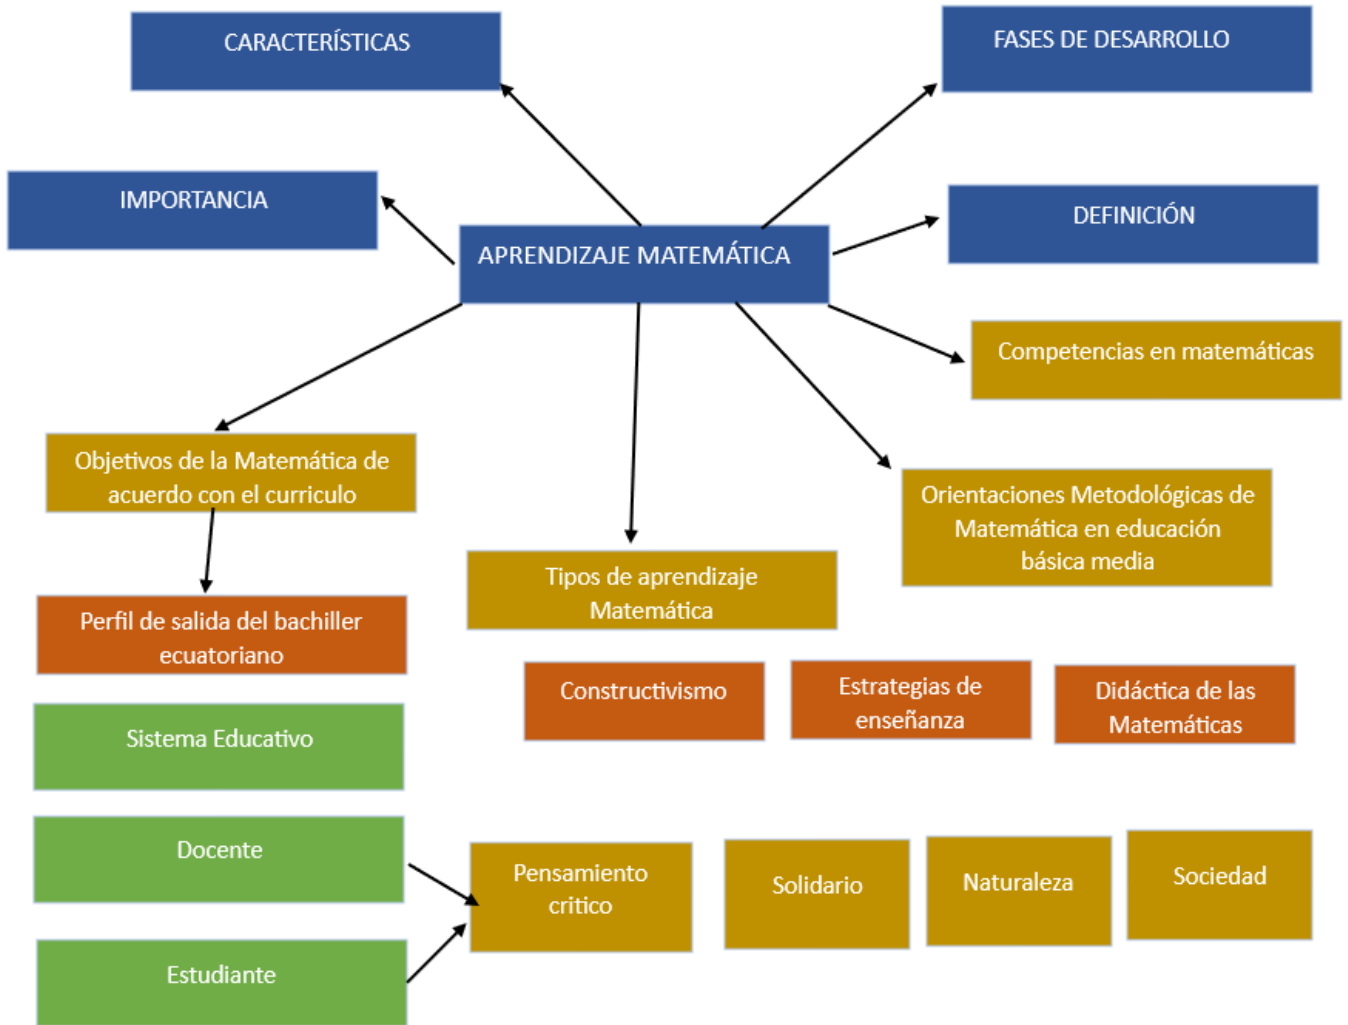 CARACTERÍSTICAS
FASES DE DESARROLLO
IMPORTANCIA
DEFINICIÓN
APRENDIZAJE MATEMÁTICA
Competencias en matemáticas
Objetivos de la Matemática de
acuerdo con el curriculo
Orientaciones Metodológicas de
Matemática en educación
básica media
Tipos de aprendizaje
Matemática
Perfil de salida del bachiller
ecuatoriano
Constructivismo
Estrategias de
enseñanza
Didáctica de las
Matemáticas
Sistema Educativo
Docente
Pensamiento
critico
Solidario
Naturaleza
Sociedad
Estudiante